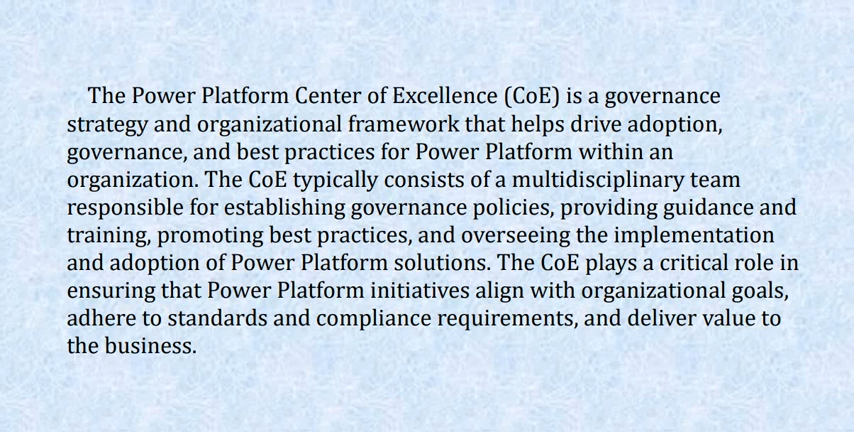 The Power Platform Center of Excellence (CoE) is a governance
strategy and organizational framework that helps drive adoption,
governance, and best practices for Power Platform within an
organization. The CoE typically consists of a multidisciplinary team
responsible for establishing governance policies, providing guidance and
training, promoting best practices, and overseeing the implementation
and adoption of Power Platform solutions. The CoE plays a critical role in
ensuring that Power Platform initiatives align with organizational goals,
adhere to standards and compliance requirements, and deliver value to
the business.